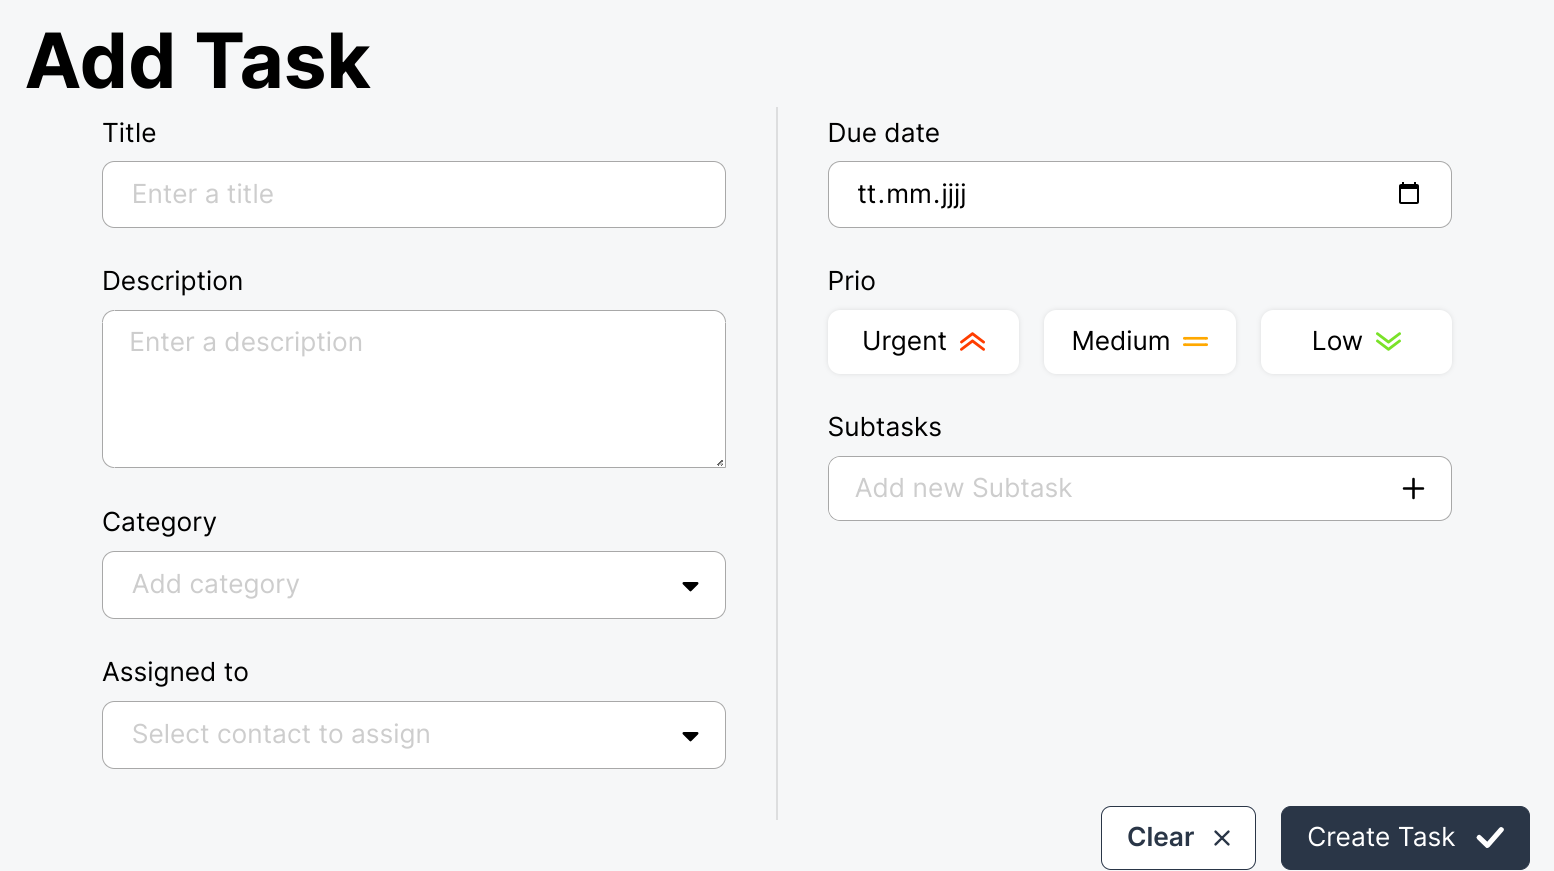 Add Task
Title
Enter a title
Description
Enter a description
Category
Add category
Assigned to
Select contact to assign
Due date
tt.mm.jjjj
Prio
Urgent Medium Low
Subtasks
Add new Subtask
Clear Create Task